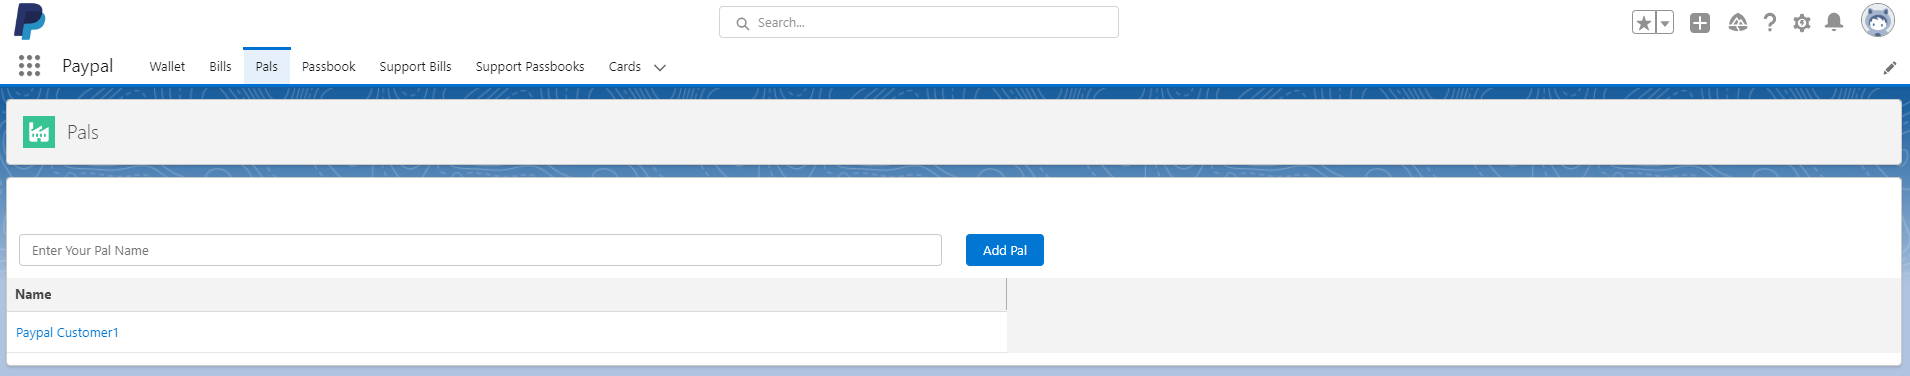 Search...
Paypal Wallet Bills Pals Passbook Support Bills Support Passbooks Cards
Pals
Enter Your Pal Name Add Pal
Name
Paypal Customer1